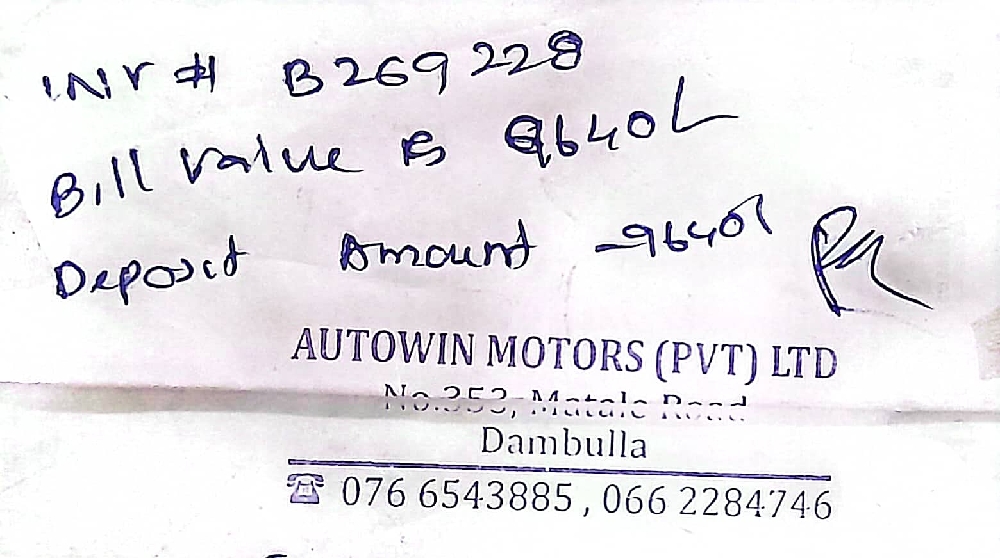 INV # B269228
Bill value is 9640/-
Deposit Amount - 9640/-
AUTOWIN MOTORS (PVT) LTD
No.353, Matale Road
Dambulla
☎ 076 6543885, 066 2284746